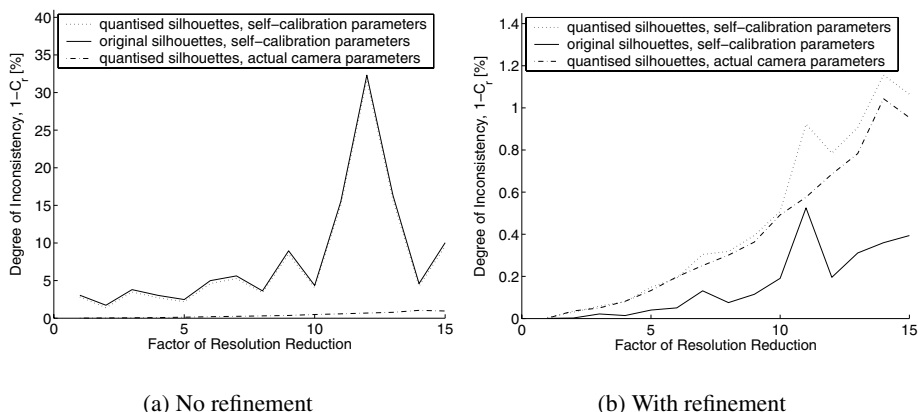 40
35
30
25
20
15
10
5
0
0
5
10
15
Degree of Inconsistency, 1−C_r [%]
Factor of Resolution Reduction
quantised silhouettes, self−calibration parameters
original silhouettes, self−calibration parameters
quantised silhouettes, actual camera parameters
(a) No refinement
1.4
1.2
1
0.8
0.6
0.4
0.2
0
0
5
10
15
Degree of Inconsistency, 1−C_r [%]
Factor of Resolution Reduction
quantised silhouettes, self−calibration parameters
original silhouettes, self−calibration parameters
quantised silhouettes, actual camera parameters
(b) With refinement